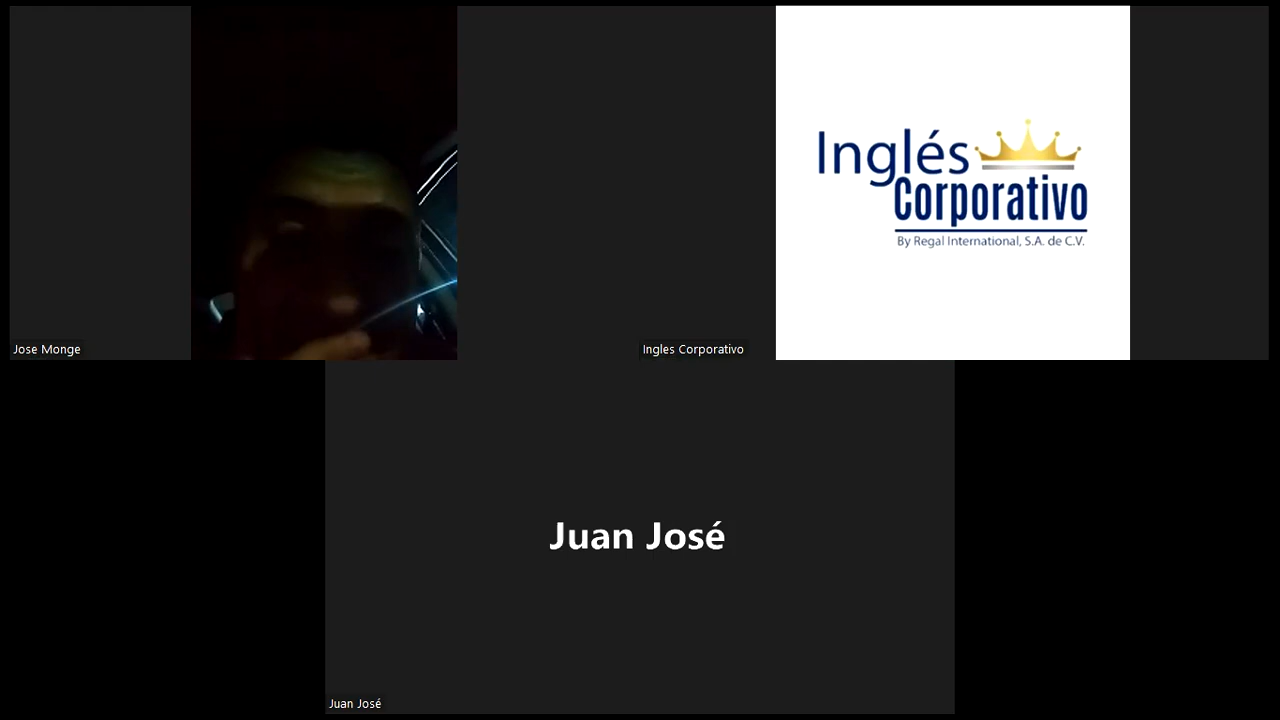 Inglés
Corporativo
By Regal International, S.A. de C.V.
Jose Monge
Ingles Corporativo
Juan José
Juan José